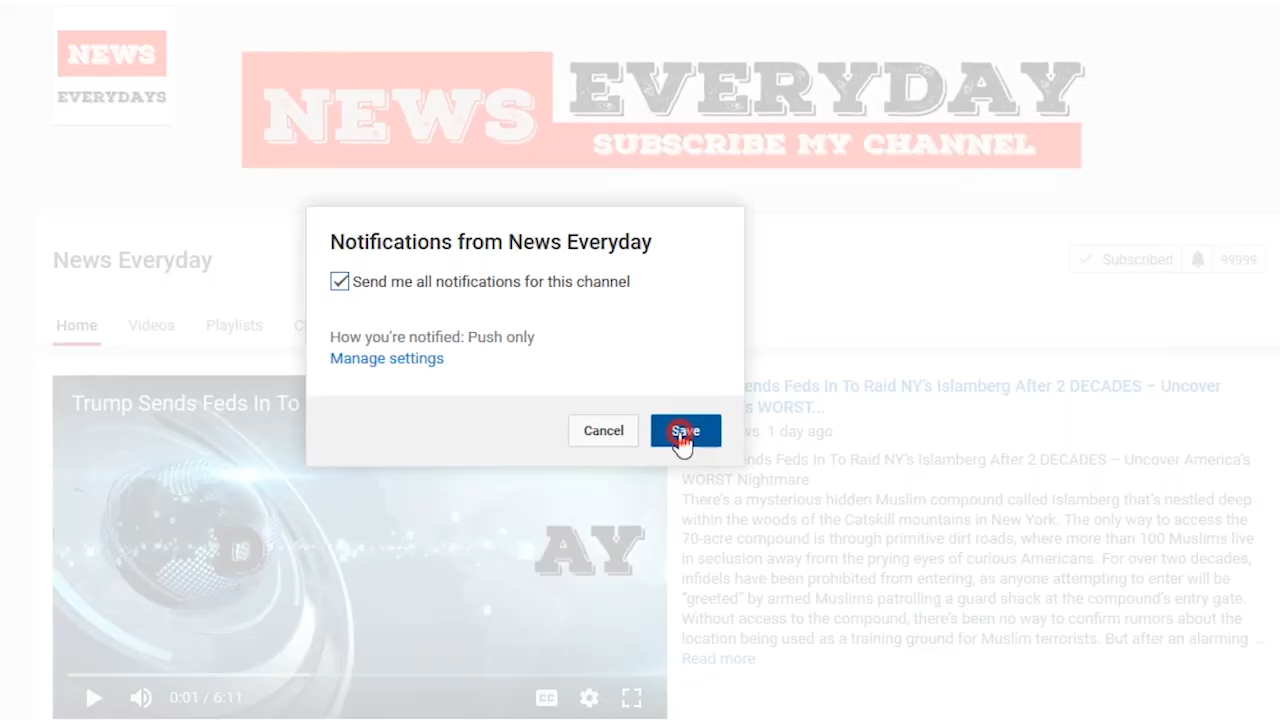 NEWS
EVERYDAYS
NEWS EVERYDAY
SUBSCRIBE MY CHANNEL
Notifications from News Everyday
Send me all notifications for this channel
How you're notified: Push only
Manage settings
Cancel
Save
News Everyday
Subscribed
99999
Home
Videos
Playlists
C
Trump Sends Feds In To
D
AY
0:01 / 6:11
CC
ends Feds In To Raid NY's Islamberg After 2 DECADES – Uncover
's WORST...
ws 1 day ago
ends Feds In To Raid NY's Islamberg After 2 DECADES – Uncover America's
WORST Nightmare
There's a mysterious hidden Muslim compound called Islamberg that's nestled deep
within the woods of the Catskill mountains in New York. The only way to access the
70-acre compound is through primitive dirt roads, where more than 100 Muslims live
in seclusion away from the prying eyes of curious Americans. For over two decades,
infidels have been prohibited from entering, as anyone attempting to enter will be
"greeted" by armed Muslims patrolling a guard shack at the compound's entry gate.
Without access to the compound, there's been no way to confirm rumors about the
location being used as a training ground for Muslim terrorists. But after an alarming ...
Read more